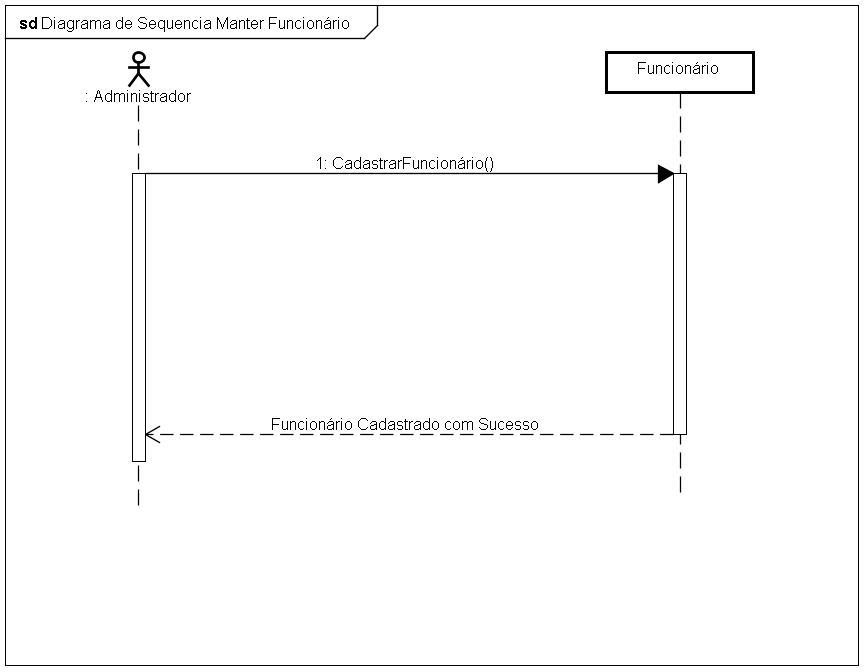 sd Diagrama de Sequencia Manter Funcionário
: Administrador
Funcionário
1: CadastrarFuncionário()
Funcionário Cadastrado com Sucesso